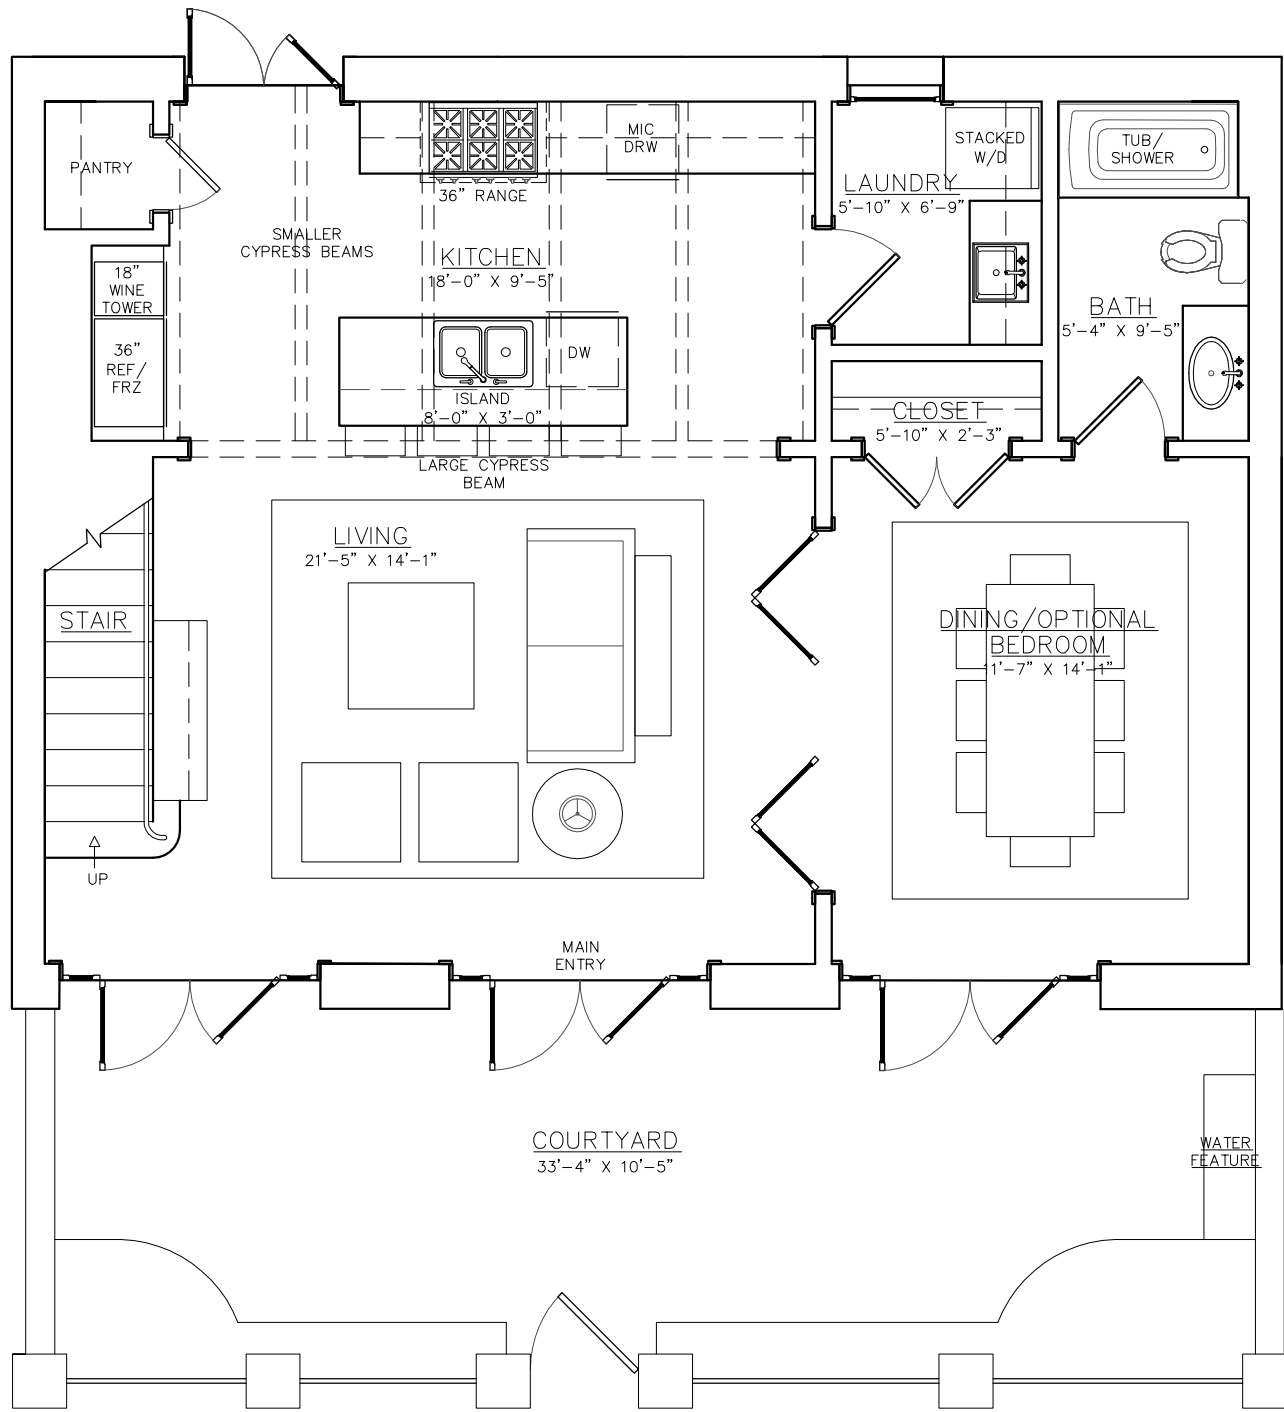 PANTRY
36” RANGE
MIC
DRW
STACKED
W/D
LAUNDRY
5’-10” X 6’-9”
TUB/
SHOWER
SMALLER
CYPRESS BEAMS
KITCHEN
18’-0” X 9’-5”
18”
WINE
TOWER
36”
REF/
FRZ
DW
ISLAND
8’-0” X 3’-0”
BATH
5’-4” X 9’-5”
CLOSET
5’-10” X 2’-3”
LARGE CYPRESS
BEAM
LIVING
21’-5” X 14’-1”
STAIR
DINING/OPTIONAL
BEDROOM
11’-7” X 14’-1”
UP
MAIN
ENTRY
COURTYARD
33’-4” X 10’-5”
WATER
FEATURE